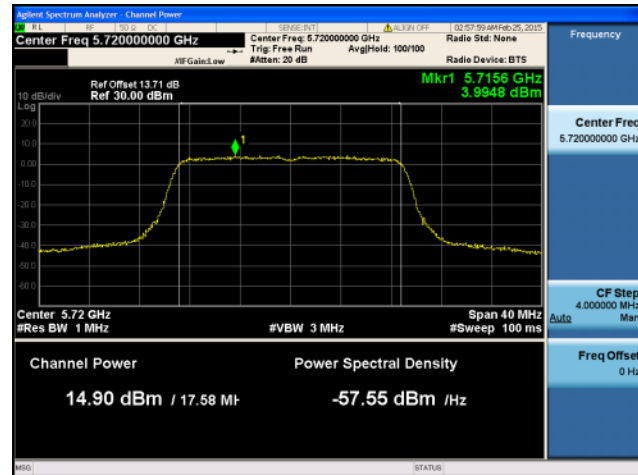 Agilent Spectrum Analyzer - Channel Power
RL RF 50 Ω DC SENSE:INT ALIGN OFF 02:57:59 AM Feb 25, 2015
Center Freq 5.720000000 GHz
Center Freq: 5.720000000 GHz Radio Std: None
Trig: Free Run Avg|Hold: 100/100
#IFGain:Low #Atten: 20 dB Radio Device: BTS
Frequency
Mkr1 5.7156 GHz
3.9948 dBm
Ref Offset 13.71 dB
10 dB/div Ref 30.00 dBm
Log
20.0
10.0
0.00
-10.0
-20.0
-30.0
-40.0
-50.0
-60.0
1
Center 5.72 GHz Span 40 MHz
#Res BW 1 MHz #VBW 3 MHz #Sweep 100 ms
Center Freq
5.720000000 GHz
CF Step
4.000000 MHz
Auto Man
Freq Offset
0 Hz
Channel Power Power Spectral Density
14.90 dBm / 17.58 MH -57.55 dBm /Hz
MSG STATUS